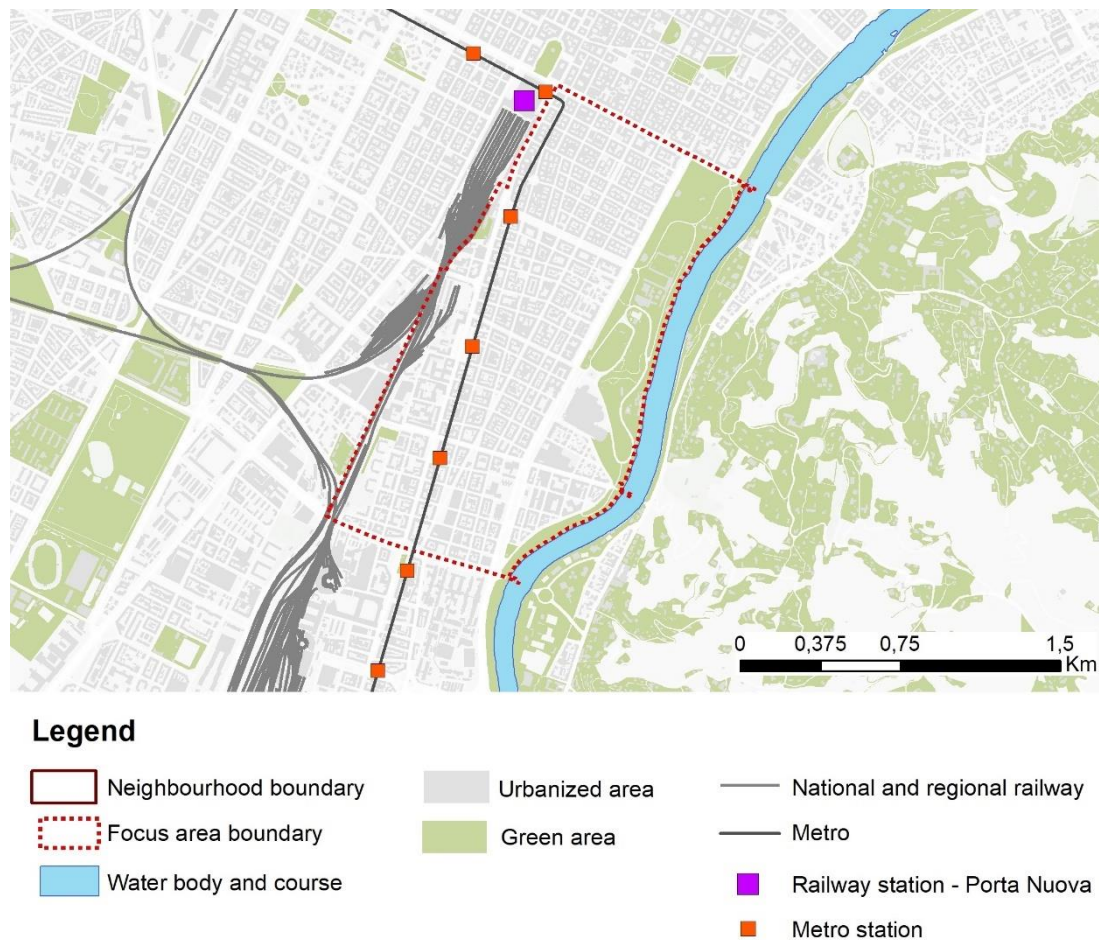 0 0,375 0,75 1,5
Km
Legend
Neighbourhood boundary
Focus area boundary
Water body and course
Urbanized area
Green area
National and regional railway
Metro
Railway station - Porta Nuova
Metro station